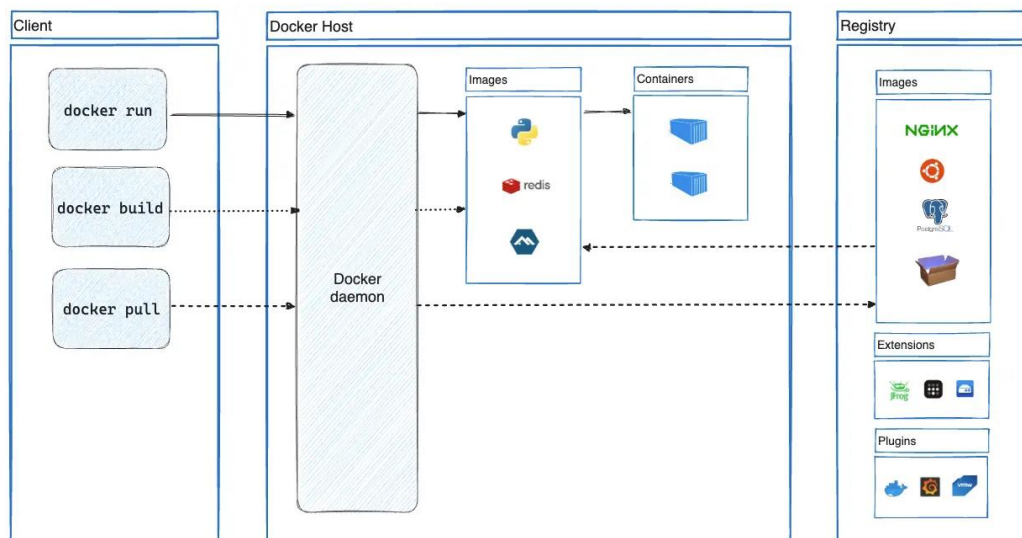 Client
docker run
docker build
docker pull
Docker Host
Docker
daemon
Images
redis
Containers
Registry
Images
NGiNX
PostgreSQL
Extensions
JFrog
Plugins
vmw